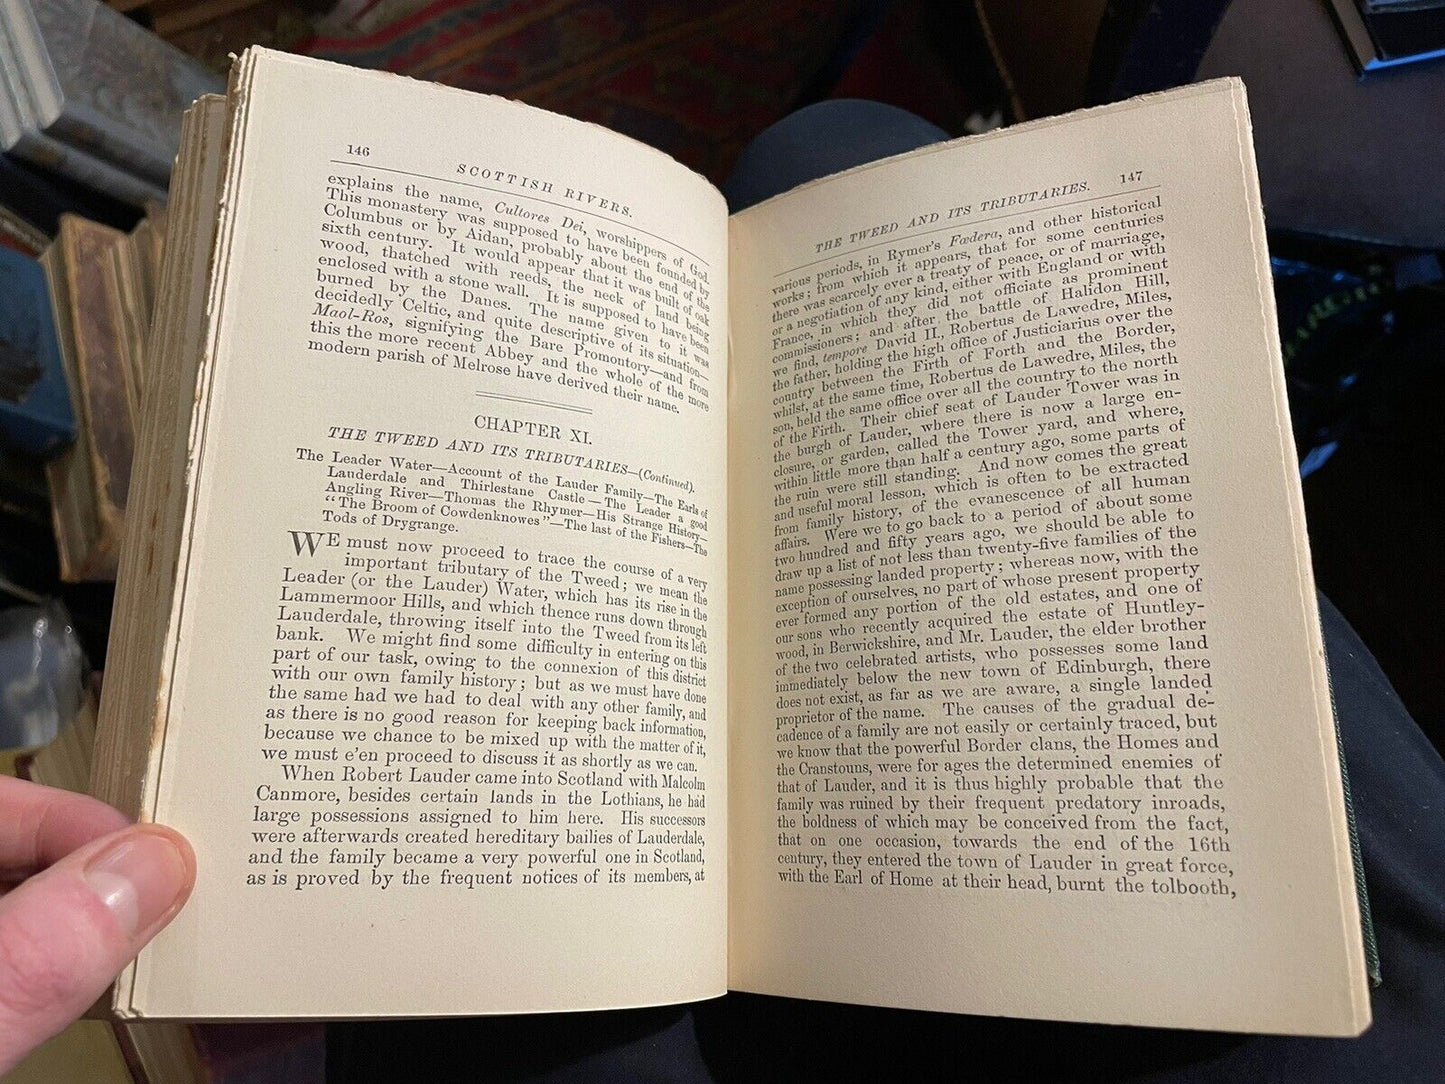 146
SCOTTISH RIVERS.
explains the name, Cultores Dei, worshippers of God.
This monastery was supposed to have been founded by
Columbus or by Aidan, probably about the end of the
sixth century. It would appear that it was built of oak
wood, thatched with reeds, the neck of land being
enclosed with a stone wall. It is supposed to have been
burned by the Danes. The name given to it was
decidedly Celtic, and quite descriptive of its situation—
Maol-Ros, signifying the Bare Promontory—and from
this the more recent Abbey and the whole of the more
modern parish of Melrose have derived their name.
CHAPTER XI.
THE TWEED AND ITS TRIBUTARIES—(Continued).
The Leader Water—Account of the Lauder Family—The Earls of
Lauderdale and Thirlestane Castle—The Leader a good
Angling River—Thomas the Rhymer—His Strange History—
"The Broom of Cowdenknowes"—The last of the Fishers—The
Tods of Drygrange.
WE must now proceed to trace the course of a very
important tributary of the Tweed; we mean the
Leader (or the Lauder) Water, which has its rise in the
Lammermoor Hills, and which thence runs down through
Lauderdale, throwing itself into the Tweed from its left
bank. We might find some difficulty in entering on this
part of our task, owing to the connexion of this district
with our own family history; but as we must have done
the same had we had to deal with any other family, and
as there is no good reason for keeping back information,
because we chance to be mixed up with the matter of it,
we must e'en proceed to discuss it as shortly as we can.
When Robert Lauder came into Scotland with Malcolm
Canmore, besides certain lands in the Lothians, he had
large possessions assigned to him here. His successors
were afterwards created hereditary bailies of Lauderdale,
and the family became a very powerful one in Scotland,
as is proved by the frequent notices of its members, at
THE TWEED AND ITS TRIBUTARIES. 147
various periods, in Rymer's Fœdera, and other historical
works; from which it appears, that for some centuries
there was scarcely ever a treaty of peace, or of marriage,
or a negotiation of any kind, either with England or with
France, in which they did not officiate as prominent
commissioners; and after the battle of Halidon Hill,
we find, tempore David II., Robertus de Lawedre, Miles,
the father, holding the high office of Justiciarius over the
country between the Firth of Forth and the Border,
whilst, at the same time, Robertus de Lawedre, Miles, the
son, held the same office over all the country to the north
of the Firth. Their chief seat of Lauder Tower was in
the burgh of Lauder, where there is now a large en-
closure, or garden, called the Tower yard, and where,
within little more than half a century ago, some parts of
the ruin were still standing. And now comes the great
and useful moral lesson, which is often to be extracted
from family history, of the evanescence of all human
affairs. Were we to go back to a period of about some
two hundred and fifty years ago, we should be able to
draw up a list of not less than twenty-five families of the
name possessing landed property; whereas now, with the
exception of ourselves, no part of whose present property
ever formed any portion of the old estates, and one of
our sons who recently acquired the estate of Huntley-
wood, in Berwickshire, and Mr. Lauder, the elder brother
of the two celebrated artists, who possesses some land
immediately below the new town of Edinburgh, there
does not exist, as far as we are aware, a single landed
proprietor of the name. The causes of the gradual de-
cadence of a family are not easily or certainly traced, but
we know that the powerful Border clans, the Homes and
the Cranstouns, were for ages the determined enemies of
that of Lauder, and it is thus highly probable that the
family was ruined by their frequent predatory inroads,
the boldness of which may be conceived from the fact,
that on one occasion, towards the end of the 16th
century, they entered the town of Lauder in great force,
with the Earl of Home at their head, burnt the tolbooth,